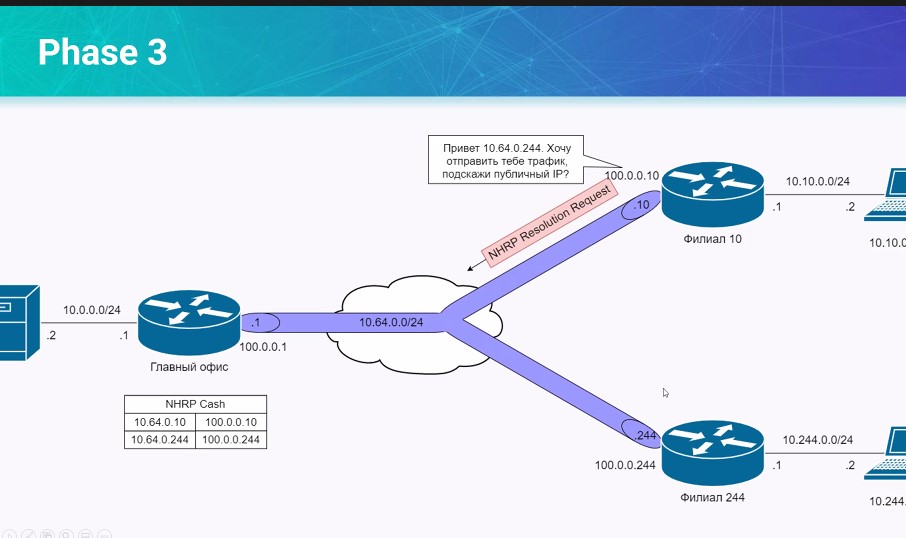 Phase 3
Привет 10.64.0.244. Хочу
отправить тебе трафик,
подскажи публичный IP?
100.0.0.10
NHRP Resolution Request
.10
10.10.0.0/24
.1
.2
Филиал 10
10.10.0
10.0.0.0/24
.2
.1
.1
10.64.0.0/24
100.0.0.1
Главный офис
NHRP Cash
10.64.0.10 100.0.0.10
10.64.0.244 100.0.0.244
.244
100.0.0.244
10.244.0.0/24
.1
.2
Филиал 244
10.244.